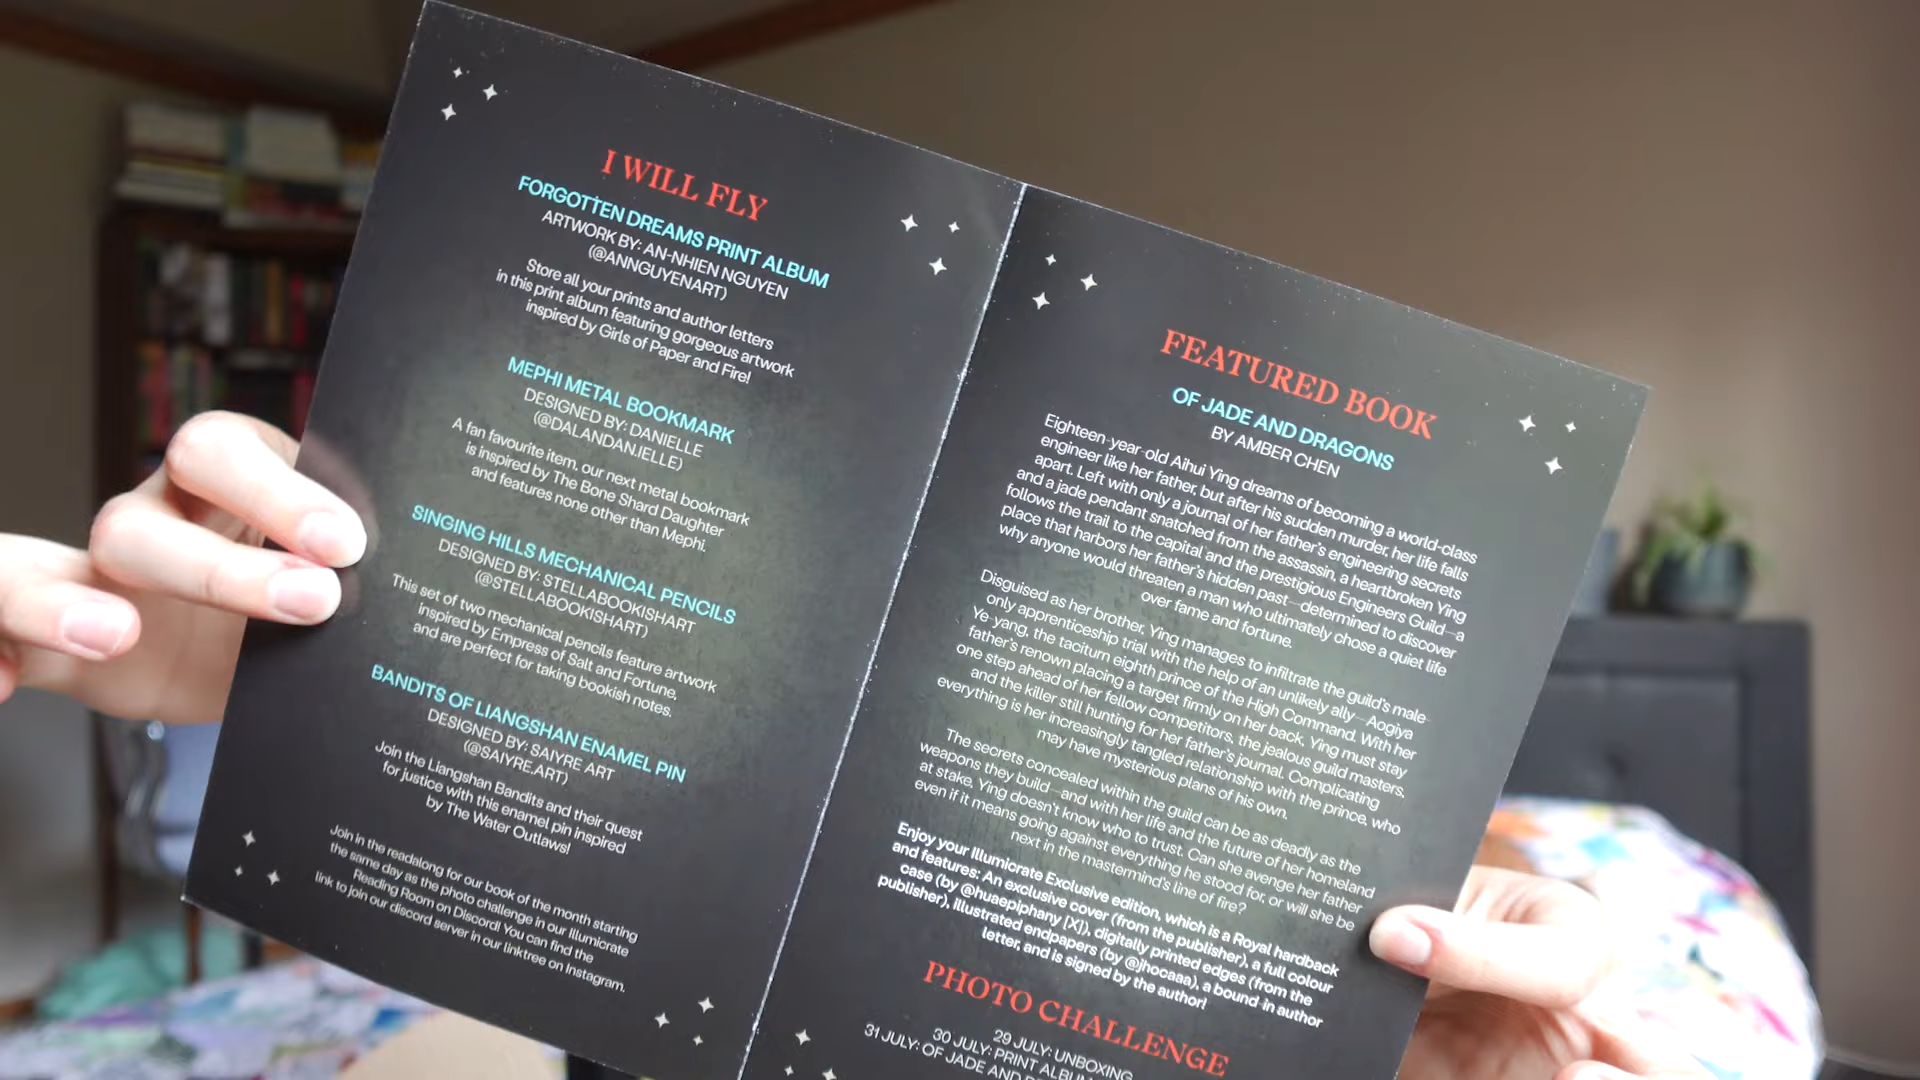 I WILL FLY
FORGOTTEN DREAMS PRINT ALBUM
ARTWORK BY: AN-NHIEN NGUYEN
(@ANNGUYENART)
Store all your prints and author letters
in this print album featuring gorgeous artwork
inspired by Girls of Paper and Fire!
MEPHI METAL BOOKMARK
DESIGNED BY: DANIELLE
(@DALANDANJELLE)
A fan favourite item, our next metal bookmark
is inspired by The Bone Shard Daughter
and features none other than Mephi.
SINGING HILLS MECHANICAL PENCILS
DESIGNED BY: STELLABOOKISHART
(@STELLABOOKISHART)
This set of two mechanical pencils feature artwork
inspired by Empress of Salt and Fortune,
and are perfect for taking bookish notes.
BANDITS OF LIANGSHAN ENAMEL PIN
DESIGNED BY: SAIYRE ART
(@SAIYRE.ART)
Join the Liangshan Bandits and their quest
for justice with this enamel pin inspired
by The Water Outlaws!
Join in the readalong for our book of the month starting
the same day as the photo challenge in our Illumicrate
Reading Room on Discord! You can find the
link to join our discord server in our linktree on Instagram.
FEATURED BOOK
OF JADE AND DRAGONS
BY AMBER CHEN
Eighteen-year-old Aihui Ying dreams of becoming a world-class
engineer like her father, but after his sudden murder, her life falls
apart. Left with only a journal of her father's engineering secrets
and a jade pendant snatched from the assassin, a heartbroken Ying
follows the trail to the capital and the prestigious Engineers Guild—a
place that harbors her father's hidden past—determined to discover
why anyone would threaten a man who ultimately chose a quiet life
over fame and fortune.
Disguised as her brother, Ying manages to infiltrate the guild's male-
only apprenticeship trial with the help of an unlikely ally—Aogiya
Ye-yang, the taciturn eighth prince of the High Command. With her
father's renown placing a target firmly on her back, Ying must stay
one step ahead of her fellow competitors, the jealous guild masters,
and the killer still hunting for her father's journal. Complicating
everything is her increasingly tangled relationship with the prince, who
may have mysterious plans of his own.
The secrets concealed within the guild can be as deadly as the
weapons they build—and with her life and the future of her homeland
at stake, Ying doesn't know who to trust. Can she avenge her father
even if it means going against everything he stood for, or will she be
next in the mastermind's line of fire?
Enjoy your Illumicrate Exclusive edition, which is a Royal hardback
and features: An exclusive cover (from the publisher), a full colour
case (by @huaepiphany [X]), digitally printed edges (from the
publisher), illustrated endpapers (by @jhocaaa), a bound-in author
letter, and is signed by the author!
PHOTO CHALLENGE
29 JULY: UNBOXING
30 JULY: PRINT ALBUM
31 JULY: OF JADE AND